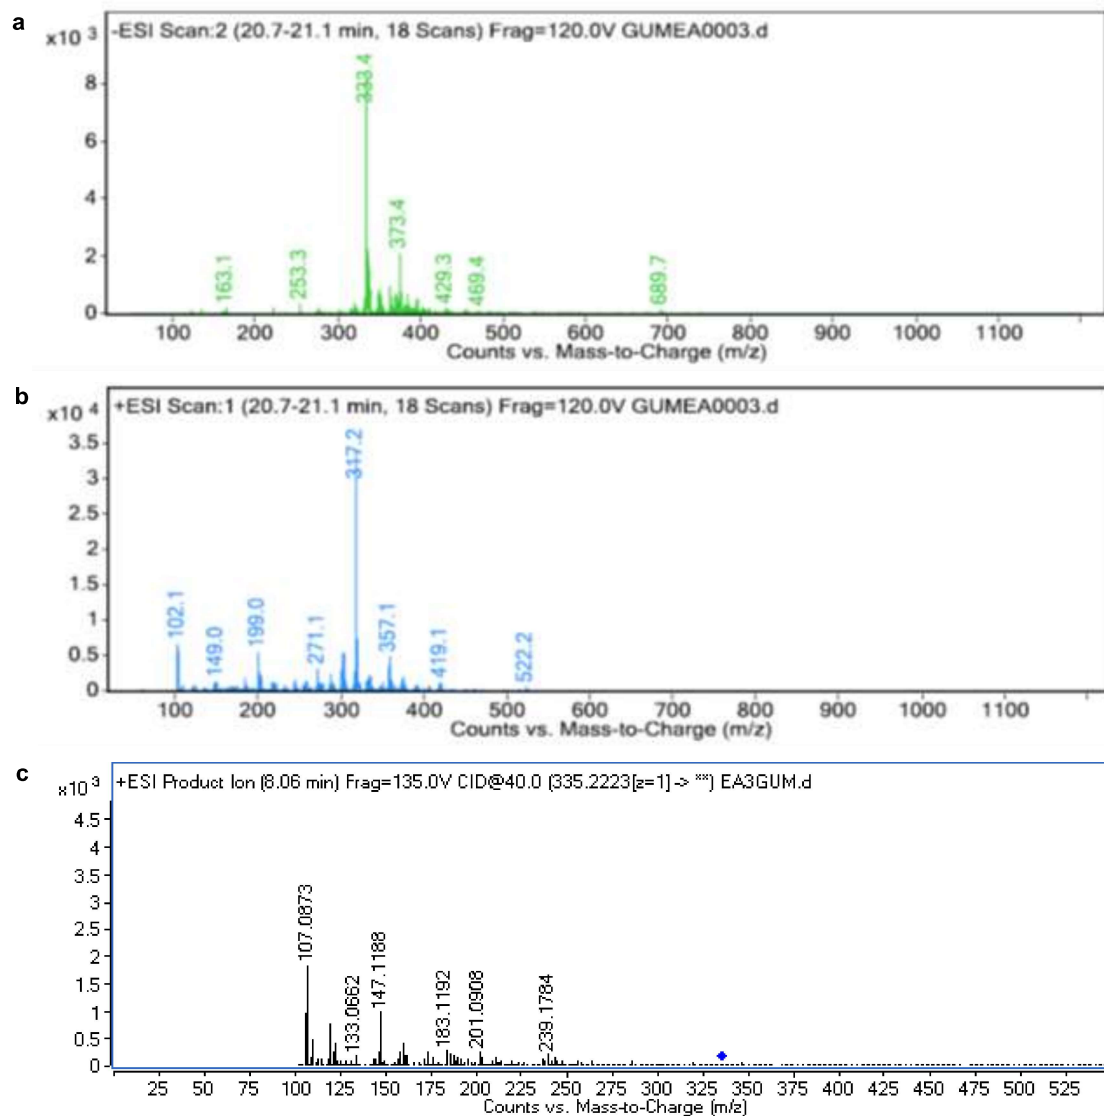 a
x10 3
-ESI Scan:2 (20.7-21.1 min, 18 Scans) Frag=120.0V GUMEA0003.d
8
6
4
2
0
333.4
373.4
163.1
253.3
429.3
469.4
689.7
100 200 300 400 500 600 700 800 900 1000 1100
Counts vs. Mass-to-Charge (m/z)
b
x10 4
+ESI Scan:1 (20.7-21.1 min, 18 Scans) Frag=120.0V GUMEA0003.d
3.5
3
2.5
2
1.5
1
0.5
0
317.2
102.1
149.0
199.0
271.1
357.1
419.1
522.2
100 200 300 400 500 600 700 800 900 1000 1100
Counts vs. Mass-to-Charge (m/z)
c
x10 3
+ESI Product Ion (8.06 min) Frag=135.0V CID@40.0 (335.2223[z=1] -> **) EA3GUM.d
4.5
4
3.5
3
2.5
2
1.5
1
0.5
0
107.0873
133.0662
147.1188
183.1192
201.0908
239.1784
25 50 75 100 125 150 175 200 225 250 275 300 325 350 375 400 425 450 475 500 525
Counts vs. Mass-to-Charge (m/z)